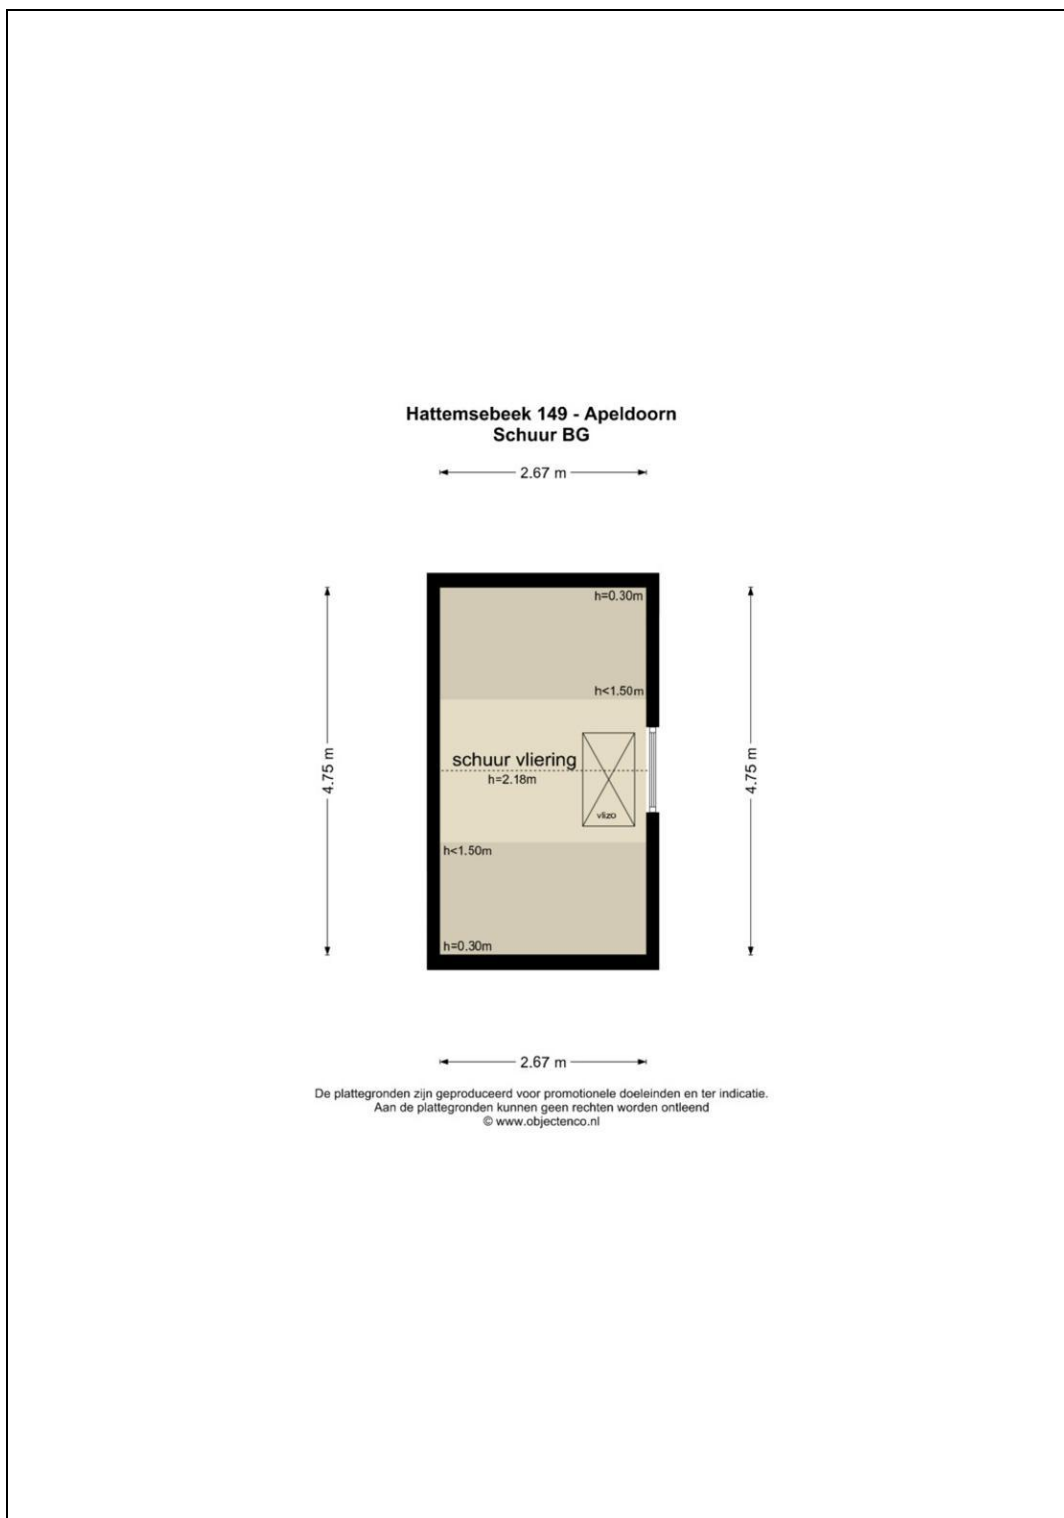 Hattemsebeek 149 - Apeldoorn
Schuur BG
2.67 m
h=0.30m
h<1.50m
schuur vliering
h=2.18m
vlizo
4.75 m
4.75 m
h<1.50m
h=0.30m
2.67 m
De plattegronden zijn geproduceerd voor promotionele doeleinden en ter indicatie.
Aan de plattegronden kunnen geen rechten worden ontleend
© www.objectenco.nl